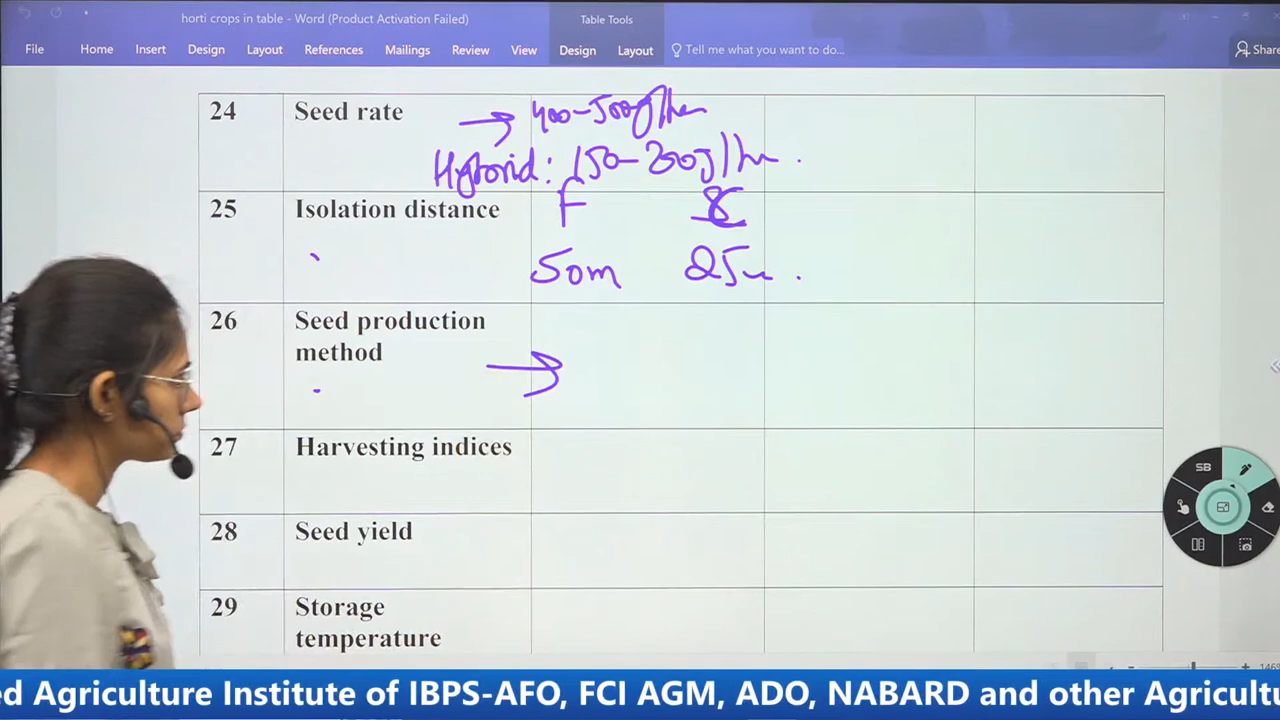 horti crops in table - Word (Product Activation Failed)
Table Tools
File Home Insert Design Layout References Mailings Review View Design Layout Tell me what you want to do... Share
24 Seed rate → 400-500g/ha
Hybrid: 150-200g/ha.
25 Isolation distance F S
50m 25m.
26 Seed production
method →
27 Harvesting indices
28 Seed yield
29 Storage
temperature
SB
146%
ed Agriculture Institute of IBPS-AFO, FCI AGM, ADO, NABARD and other Agricultu